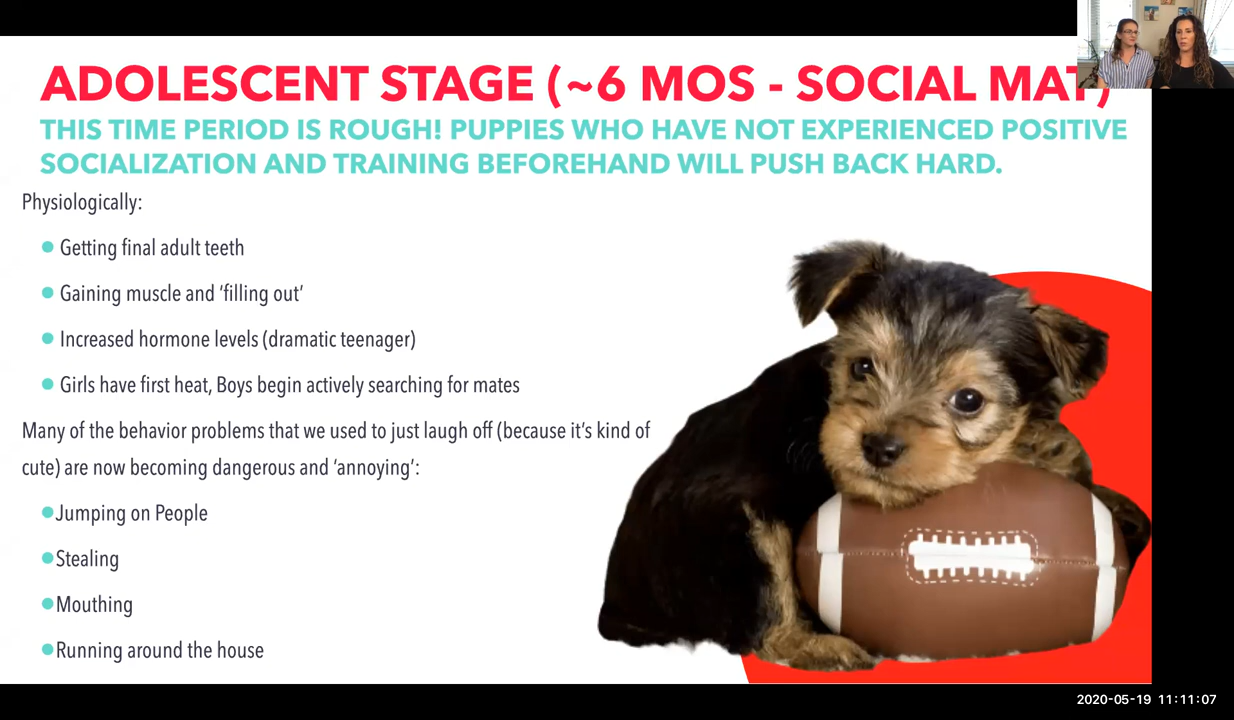 ADOLESCENT STAGE (~6 MOS - SOCIAL MAT)
THIS TIME PERIOD IS ROUGH! PUPPIES WHO HAVE NOT EXPERIENCED POSITIVE
SOCIALIZATION AND TRAINING BEFOREHAND WILL PUSH BACK HARD.
Physiologically:
Getting final adult teeth
Gaining muscle and ‘filling out’
Increased hormone levels (dramatic teenager)
Girls have first heat, Boys begin actively searching for mates
Many of the behavior problems that we used to just laugh off (because it’s kind of
cute) are now becoming dangerous and ‘annoying’:
Jumping on People
Stealing
Mouthing
Running around the house
2020-05-19 11:11:07